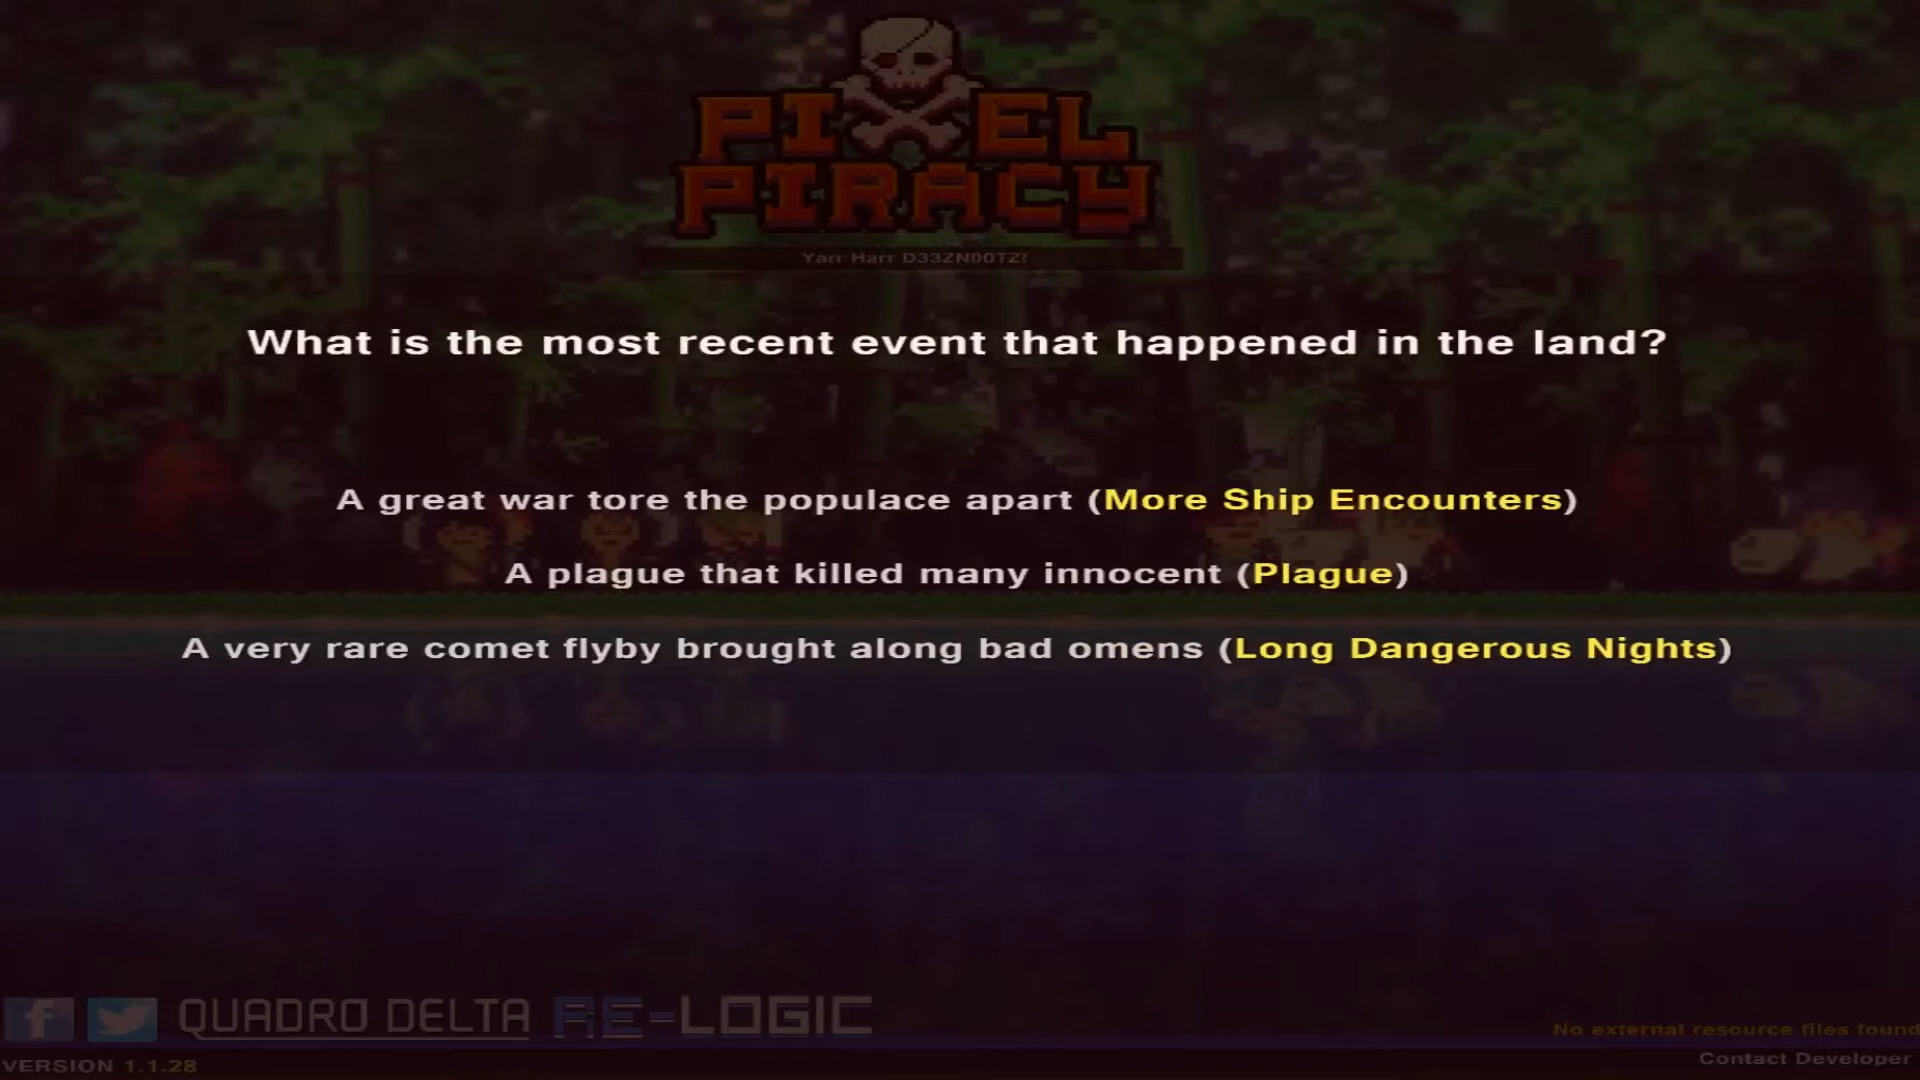 PIXEL
PIRACY
Yarr Harr D33ZN00TZ!
What is the most recent event that happened in the land?
A great war tore the populace apart (More Ship Encounters)
A plague that killed many innocent (Plague)
A very rare comet flyby brought along bad omens (Long Dangerous Nights)
QUADRO DELTA RE-LOGIC
No external resource files found
VERSION 1.1.28
Contact Developer